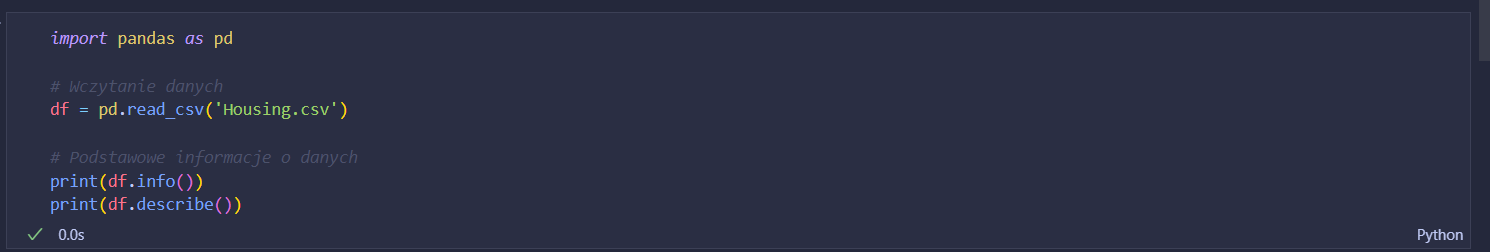 import pandas as pd
# Wczytanie danych
df = pd.read_csv('Housing.csv')
# Podstawowe informacje o danych
print(df.info())
print(df.describe())
0.0s
Python